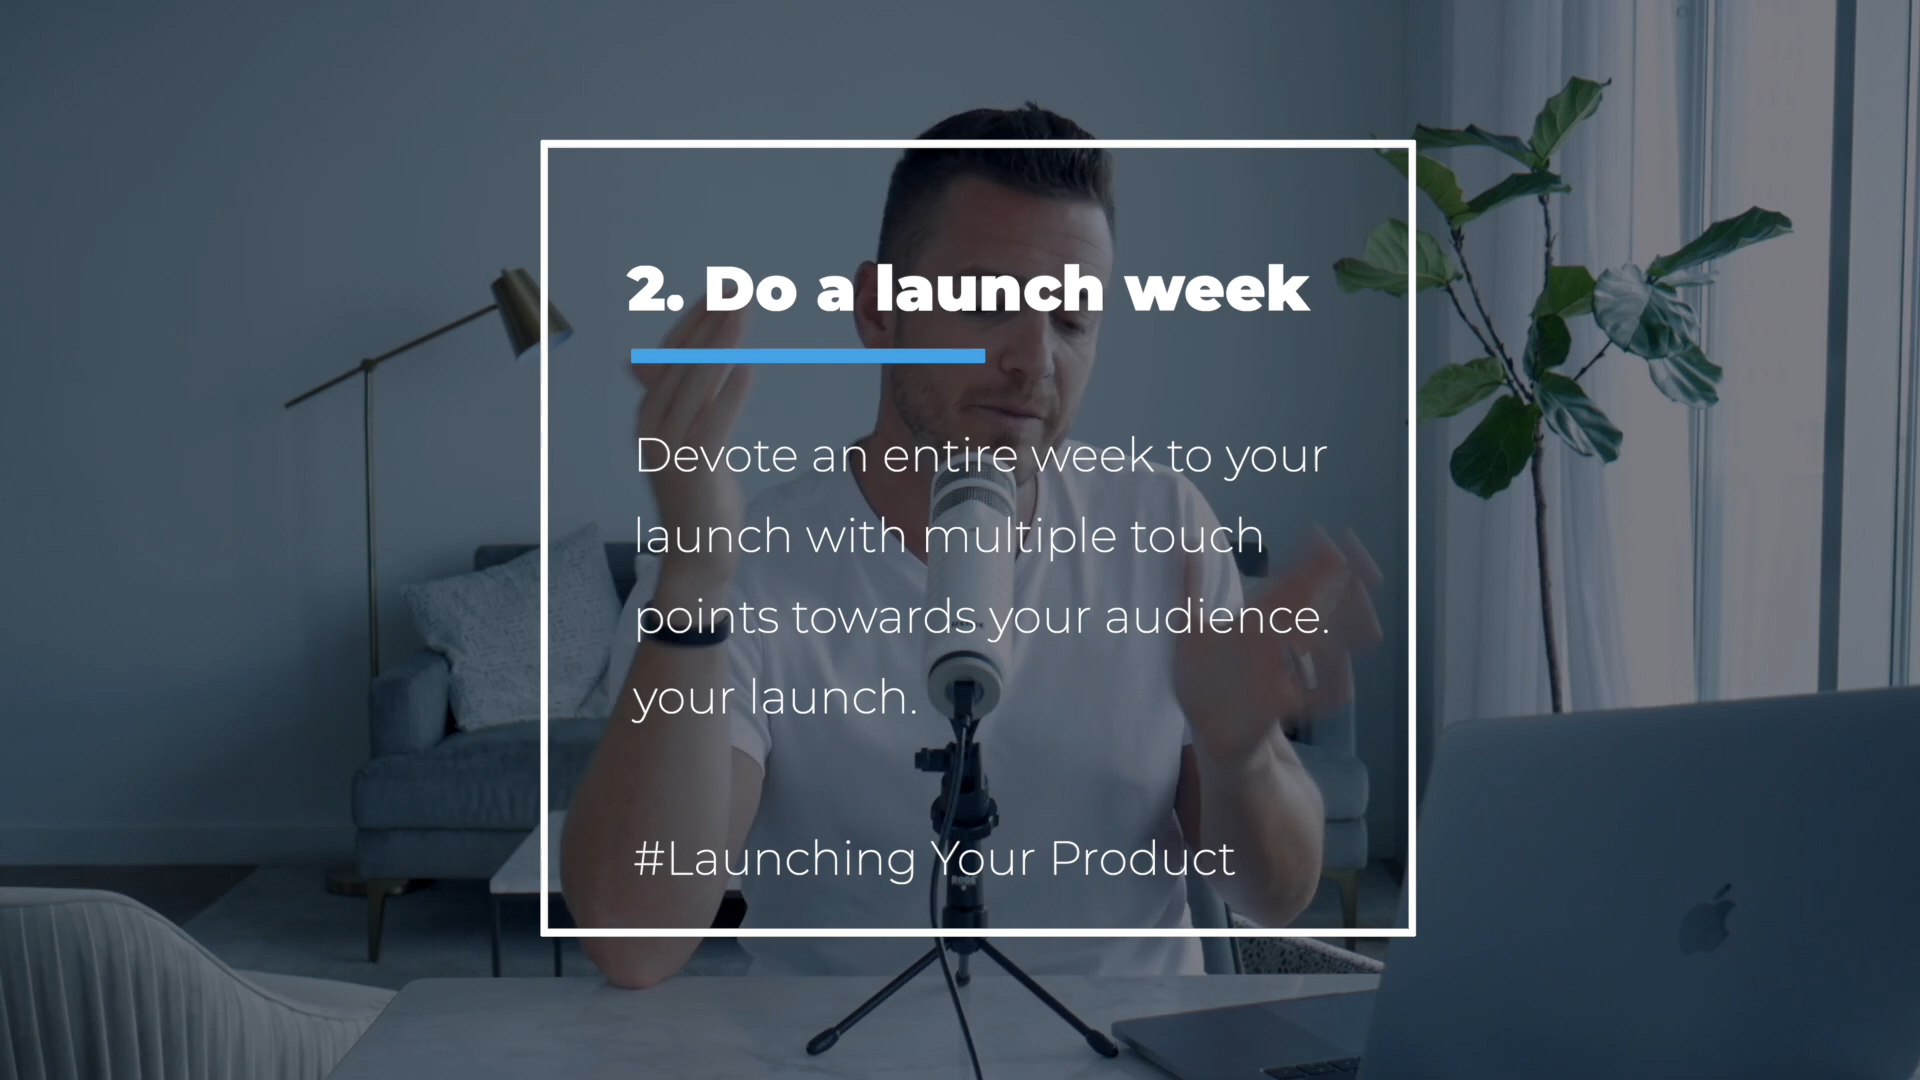 2. Do a launch week
Devote an entire week to your
launch with multiple touch
points towards your audience.
your launch.
#Launching Your Product